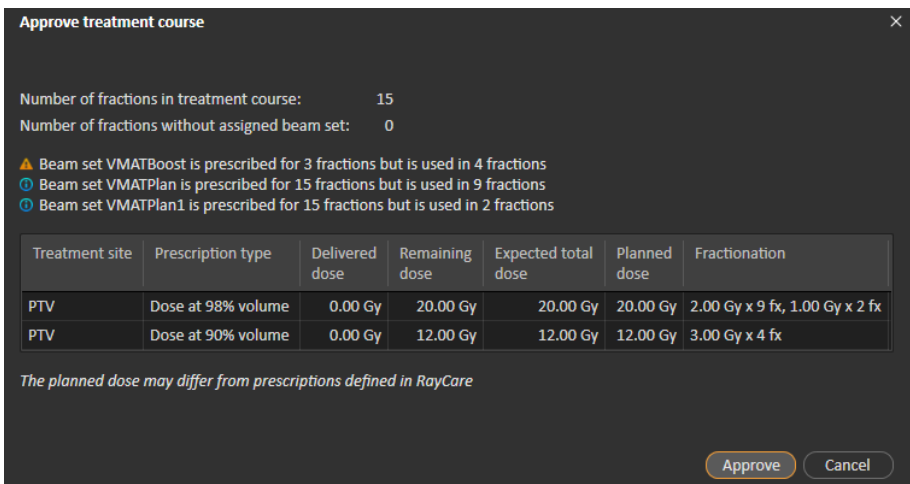 Approve treatment course
Number of fractions in treatment course: 15
Number of fractions without assigned beam set: 0
Beam set VMATBoost is prescribed for 3 fractions but is used in 4 fractions
Beam set VMATPlan is prescribed for 15 fractions but is used in 9 fractions
Beam set VMATPlan1 is prescribed for 15 fractions but is used in 2 fractions
Treatment site Prescription type Delivered dose Remaining dose Expected total dose Planned dose Fractionation
PTV Dose at 98% volume 0.00 Gy 20.00 Gy 20.00 Gy 20.00 Gy 2.00 Gy x 9 fx, 1.00 Gy x 2 fx
PTV Dose at 90% volume 0.00 Gy 12.00 Gy 12.00 Gy 12.00 Gy 3.00 Gy x 4 fx
The planned dose may differ from prescriptions defined in RayCare
Approve Cancel